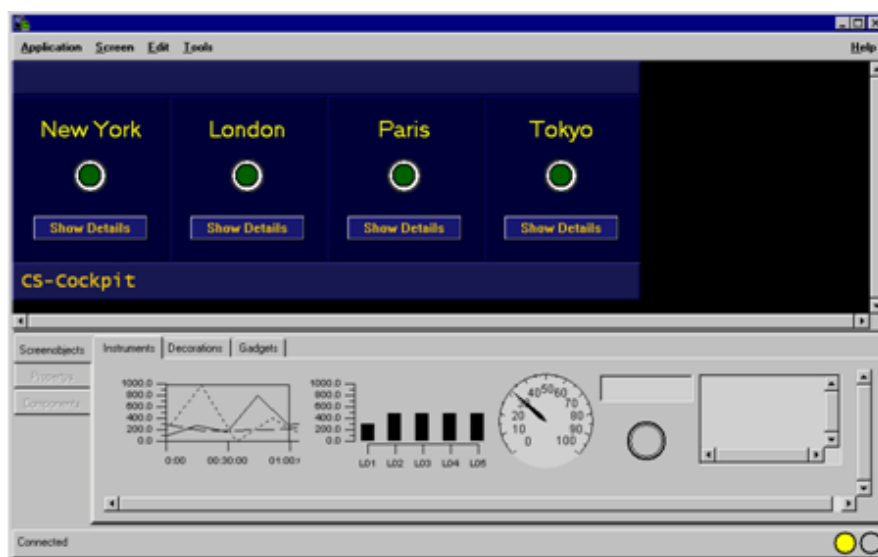 Application Screen Edit Tools Help
New York London Paris Tokyo
Show Details Show Details Show Details Show Details
CS-Cockpit
Screenobjects Instruments Decorations Gadgets
Properties
Components
1000.0 1000.0
800.0 800.0
600.0 600.0
400.0 400.0
200.0 200.0
0.0 0.0
0:00 00:30:00 01:00:
L01 L02 L03 L04 L05
0 10 20 30 40 50 60 70 80 90 100
Connected